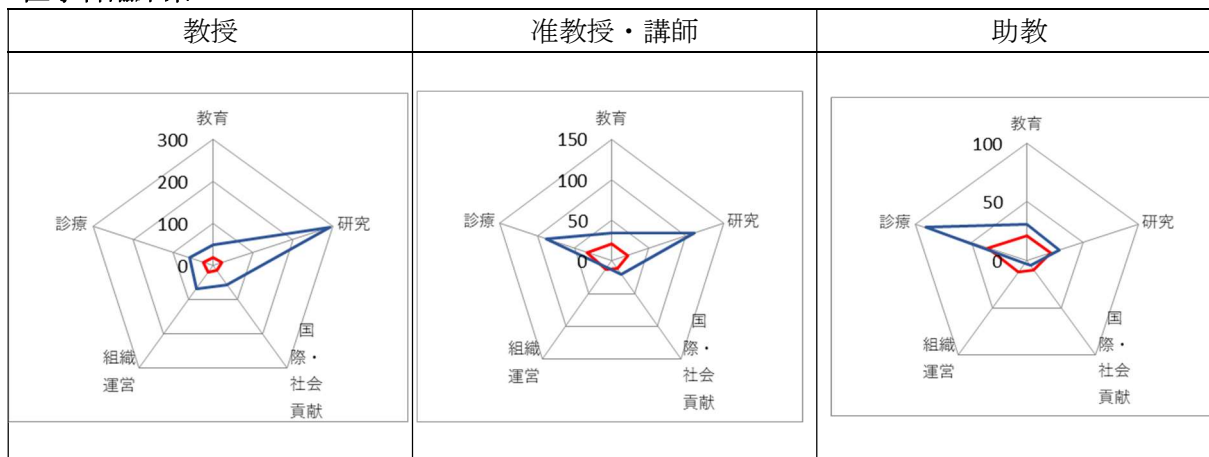 教授
准教授・講師
助教
教育
300
200
100
0
研究
診療
国
際・
社会
貢献
組織
運営
教育
150
100
50
0
研究
診療
国
際・
社会
貢献
組織
運営
教育
100
50
0
研究
診療
国
際・
社会
貢献
組織
運営